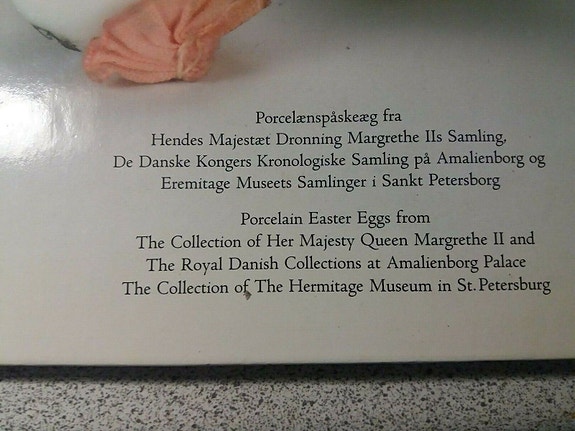 Porcelænspåskeæg fra
Hendes Majestæt Dronning Margrethe IIs Samling,
De Danske Kongers Kronologiske Samling på Amalienborg og
Eremitage Museets Samlinger i Sankt Petersborg
Porcelain Easter Eggs from
The Collection of Her Majesty Queen Margrethe II and
The Royal Danish Collections at Amalienborg Palace
The Collection of The Hermitage Museum in St. Petersburg